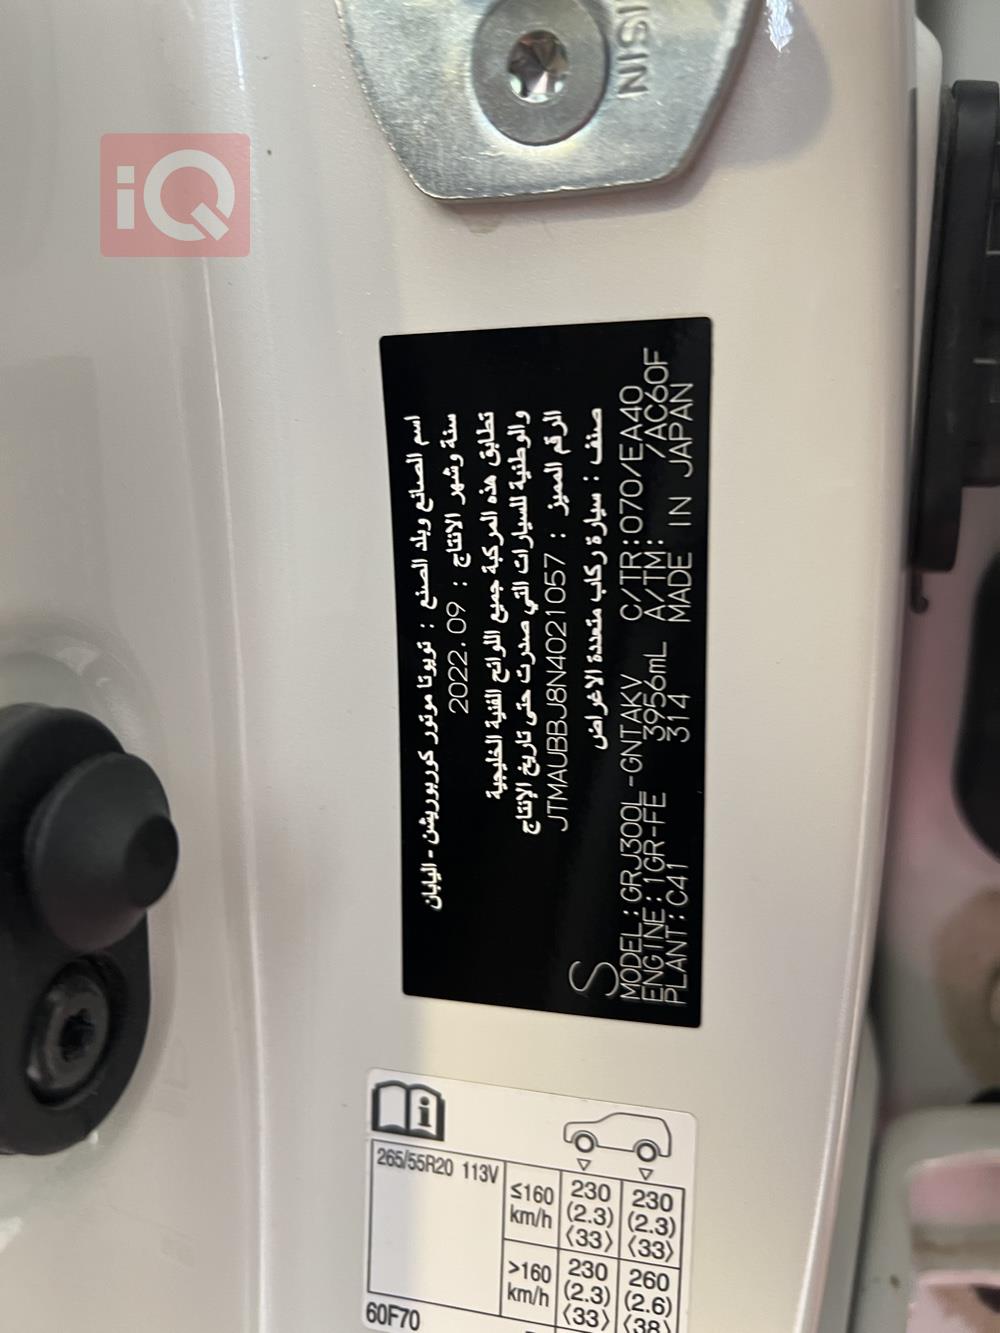 iQ
NISIN
اسم الصانع وبلد الصنع : تويوتا موتور كوربوريشن - اليابان
سنة وشهر الانتاج : 2022.09
تطابق هذه المركبة جميع اللوائح الفنية الخليجية
والوطنية للسيارات التي صدرت حتى تاريخ الإنتاج
الرقم المميز : JTMAUBBJ8N4021057
صنف : سيارة ركاب متعددة الاغراض
S
MODEL:GRJ300L-GNTAKV C/TR:070/EA40
ENGINE:1GR-FE 3956mL A/TM: /AC60F
PLANT:C41 314 MADE IN JAPAN
i
265/55R20 113V
≤160 km/h 230 (2.3) ⟨33⟩ 230 (2.3) ⟨33⟩
>160 km/h 230 (2.3) ⟨33⟩ 260 (2.6) ⟨38⟩
60F70